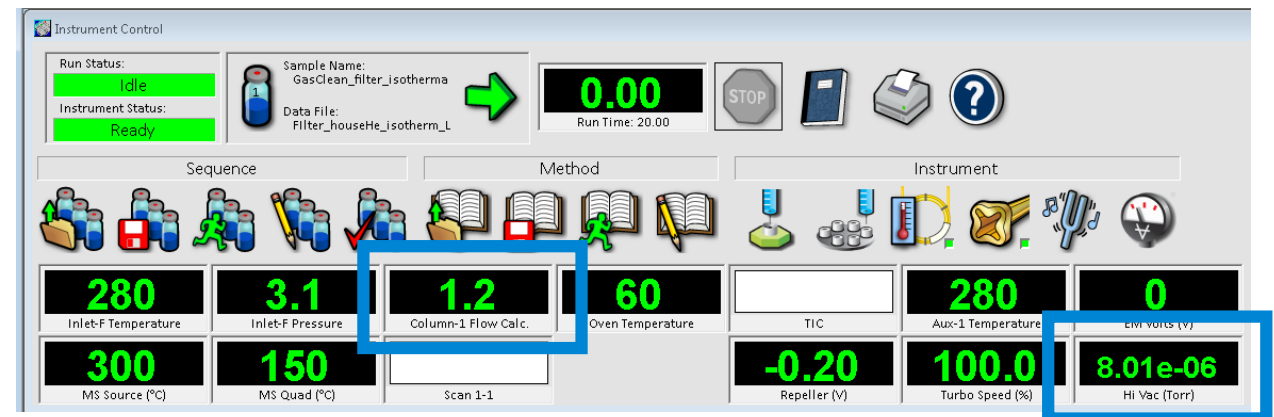 Instrument Control
Run Status:
Idle
Instrument Status:
Ready
1
Sample Name:
GasClean_filter_isotherma
Data File:
FIlter_houseHe_isotherm_L
0.00
Run Time: 20.00
STOP
?
Sequence
Method
Instrument
280
Inlet-F Temperature
3.1
Inlet-F Pressure
1.2
Column-1 Flow Calc.
60
Oven Temperature
TIC
280
Aux-1 Temperature
0
EM Volts (V)
300
MS Source (°C)
150
MS Quad (°C)
Scan 1-1
-0.20
Repeller (V)
100.0
Turbo Speed (%)
8.01e-06
Hi Vac (Torr)